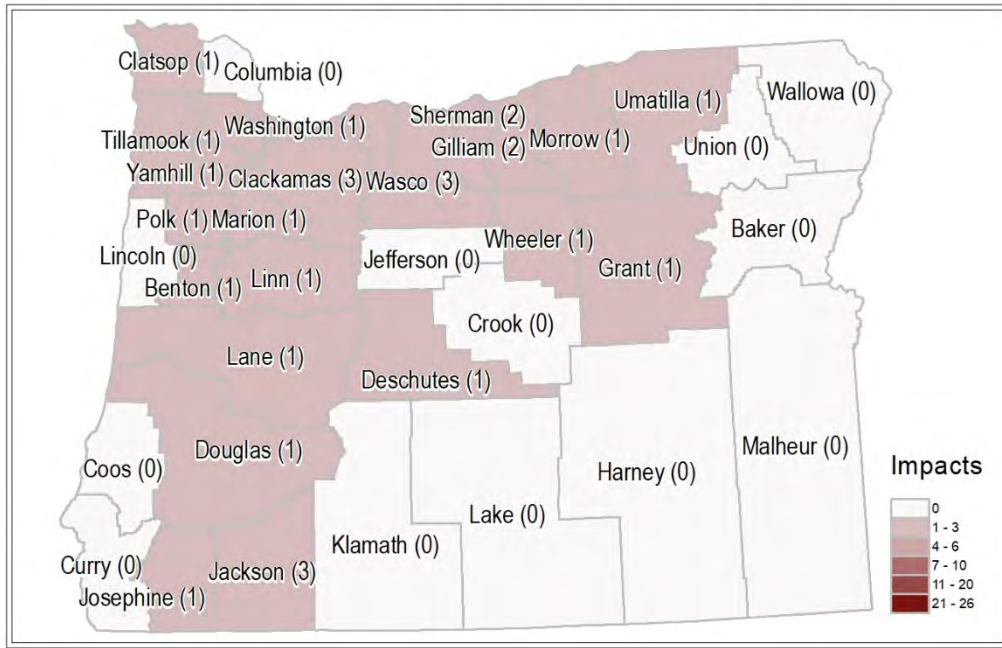 Clatsop (1)
Columbia (0)
Tillamook (1)
Washington (1)
Sherman (2)
Gilliam (2)
Morrow (1)
Umatilla (1)
Wallowa (0)
Union (0)
Yamhill (1)
Clackamas (3)
Wasco (3)
Polk (1)
Marion (1)
Lincoln (0)
Benton (1)
Linn (1)
Jefferson (0)
Wheeler (1)
Grant (1)
Baker (0)
Crook (0)
Lane (1)
Deschutes (1)
Coos (0)
Douglas (1)
Harney (0)
Malheur (0)
Lake (0)
Klamath (0)
Curry (0)
Josephine (1)
Jackson (3)
Impacts
0
1 - 3
4 - 6
7 - 10
11 - 20
21 - 26